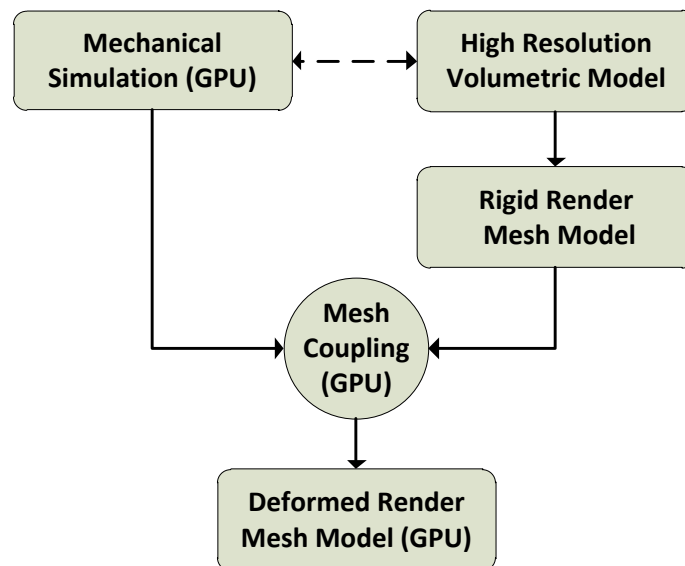 Mechanical
Simulation (GPU)
High Resolution
Volumetric Model
Rigid Render
Mesh Model
Mesh
Coupling
(GPU)
Deformed Render
Mesh Model (GPU)